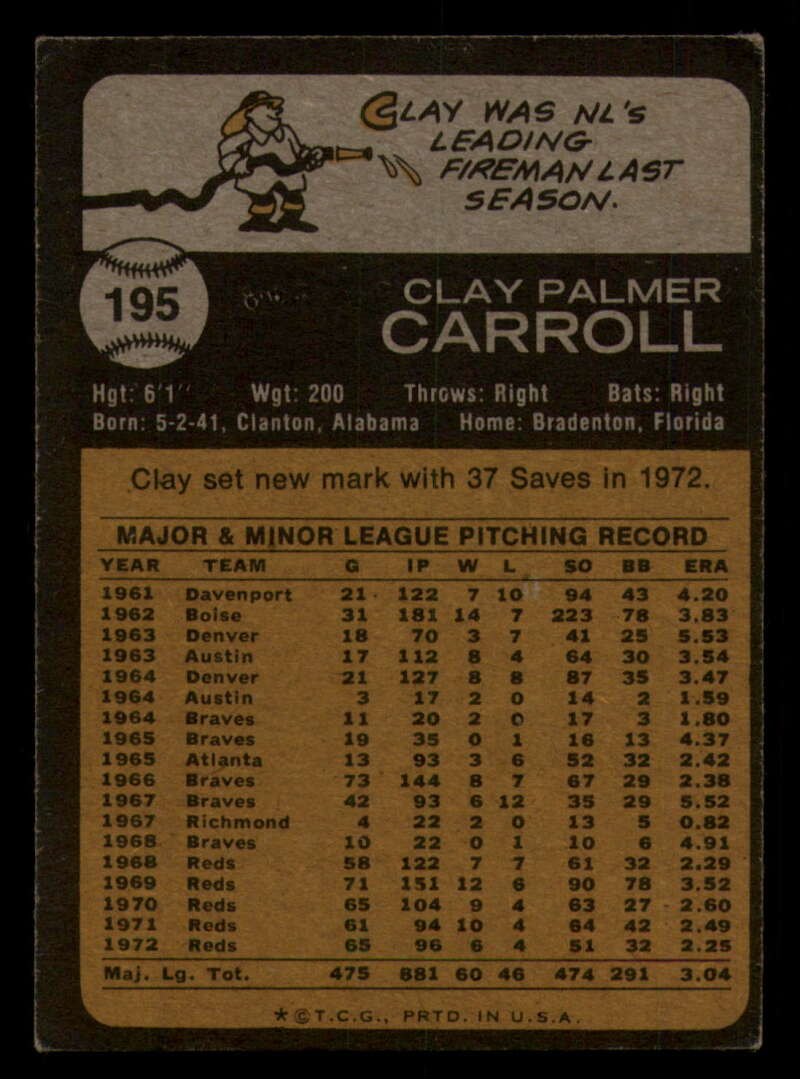 CLAY WAS NL'S
LEADING
FIREMAN LAST
SEASON.
195
CLAY PALMER
CARROLL
Hgt: 6'1" Wgt: 200 Throws: Right Bats: Right
Born: 5-2-41, Clanton, Alabama Home: Bradenton, Florida
Clay set new mark with 37 Saves in 1972.
MAJOR & MINOR LEAGUE PITCHING RECORD
YEAR TEAM G IP W L SO BB ERA
1961 Davenport 21 122 7 10 94 43 4.20
1962 Boise 31 181 14 7 223 78 3.83
1963 Denver 18 70 3 7 41 25 5.53
1963 Austin 17 112 8 4 64 30 3.54
1964 Denver 21 127 8 8 87 35 3.47
1964 Austin 3 17 2 0 14 2 1.59
1964 Braves 11 20 2 0 17 3 1.80
1965 Braves 19 35 0 1 16 13 4.37
1965 Atlanta 13 93 3 6 52 32 2.42
1966 Braves 73 144 8 7 67 29 2.38
1967 Braves 42 93 6 12 35 29 5.52
1967 Richmond 4 22 2 0 13 5 0.82
1968 Braves 10 22 0 1 10 6 4.91
1968 Reds 58 122 7 7 61 32 2.29
1969 Reds 71 151 12 6 90 78 3.52
1970 Reds 65 104 9 4 63 27 2.60
1971 Reds 61 94 10 4 64 42 2.49
1972 Reds 65 96 6 4 51 32 2.25
Maj. Lg. Tot. 475 881 60 46 474 291 3.04
*©T.C.G., PRTD. IN U.S.A.